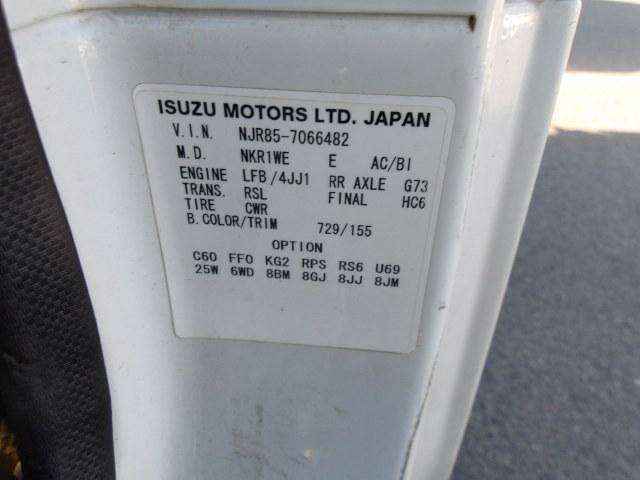 ISUZU MOTORS LTD. JAPAN
V.I.N. NJR85-7066482
M.D. NKR1WE E AC/BI
ENGINE LFB/4JJ1 RR AXLE G73
TRANS. RSL FINAL HC6
TIRE CWR
B.COLOR/TRIM 729/155
OPTION
C60 FF0 KG2 RPS RS6 U69
25W 6WD 8BM 8GJ 8JJ 8JM